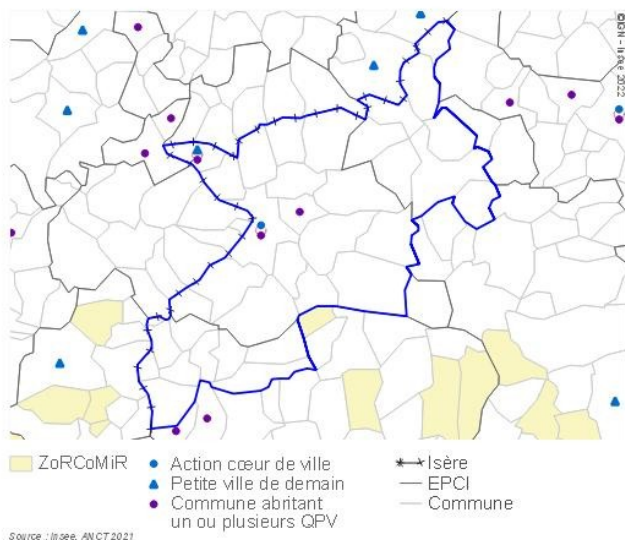 ©IGN - Insee 2022
ZoRCoMiR
Action cœur de ville
Petite ville de demain
Commune abritant
un ou plusieurs QPV
Isère
EPCI
Commune
Source : Insee, ANCT 2021